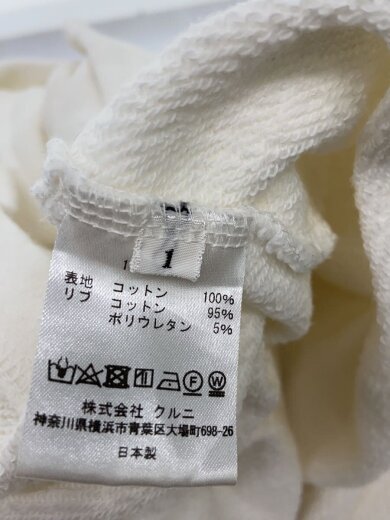 1
1
表地 コットン 100%
リブ コットン 95%
ポリウレタン 5%
F W
株式会社 クルニ
神奈川県横浜市青葉区大場町698-26
日本製